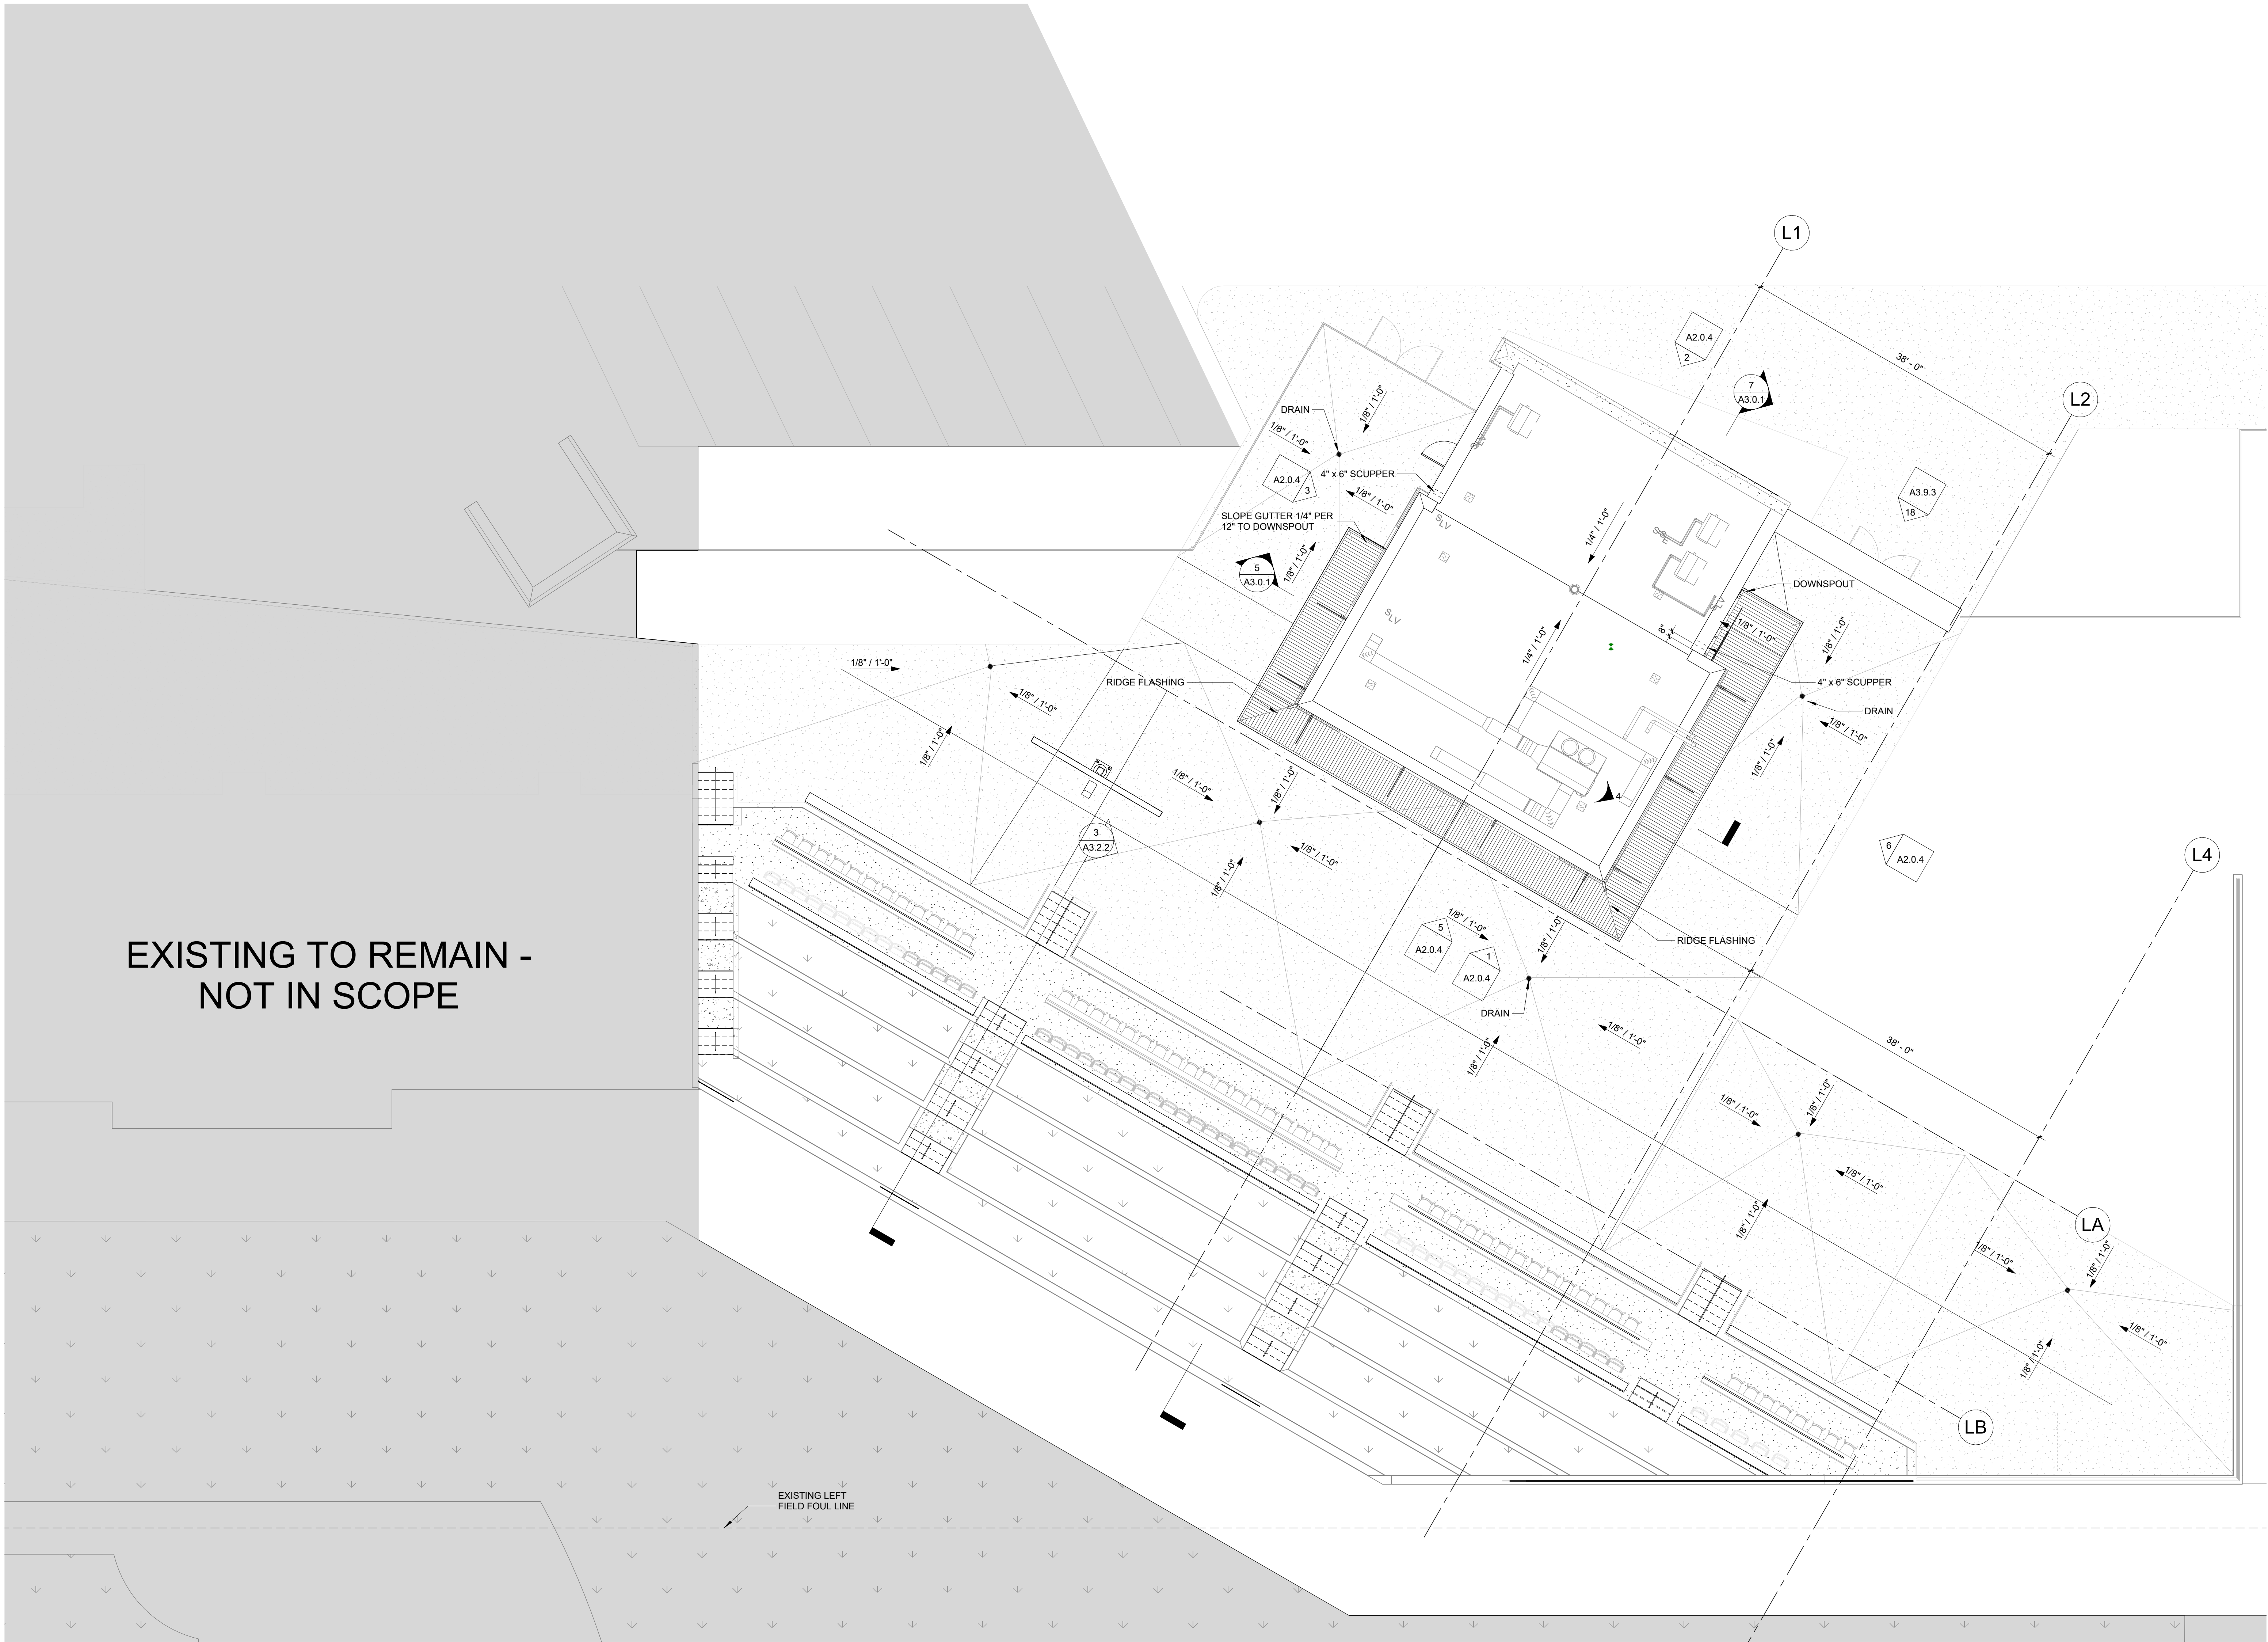 L1
A2.0.4
2
38' - 0"
7
A3.0.1
L2
DRAIN
1/8" / 1'-0"
1/8" / 1'-0"
A2.0.4
3
4" x 6" SCUPPER
1/8" / 1'-0"
SLV
SLV
SLOPE GUTTER 1/4" PER
12" TO DOWNSPOUT
1/4" / 1'-0"
A3.9.3
18
5
A3.0.1
1/8" / 1'-0"
DOWNSPOUT
SLV
SLV
1/4" / 1'-0"
8"
1/8" / 1'-0"
1/8" / 1'-0"
1/8" / 1'-0"
RIDGE FLASHING
1/8" / 1'-0"
4" x 6" SCUPPER
DRAIN
1/8" / 1'-0"
1/8" / 1'-0"
1/8" / 1'-0"
1/8" / 1'-0"
1/8" / 1'-0"
4
3
A3.2.2
1/8" / 1'-0"
1/8" / 1'-0"
6
A2.0.4
L4
EXISTING TO REMAIN -
NOT IN SCOPE
1/8" / 1'-0"
5
A2.0.4
1
A2.0.4
1/8" / 1'-0"
RIDGE FLASHING
DRAIN
1/8" / 1'-0"
1/8" / 1'-0"
38' - 0"
1/8" / 1'-0"
1/8" / 1'-0"
1/8" / 1'-0"
1/8" / 1'-0"
LA
1/8" / 1'-0"
1/8" / 1'-0"
1/8" / 1'-0"
1/8" / 1'-0"
LB
EXISTING LEFT
FIELD FOUL LINE